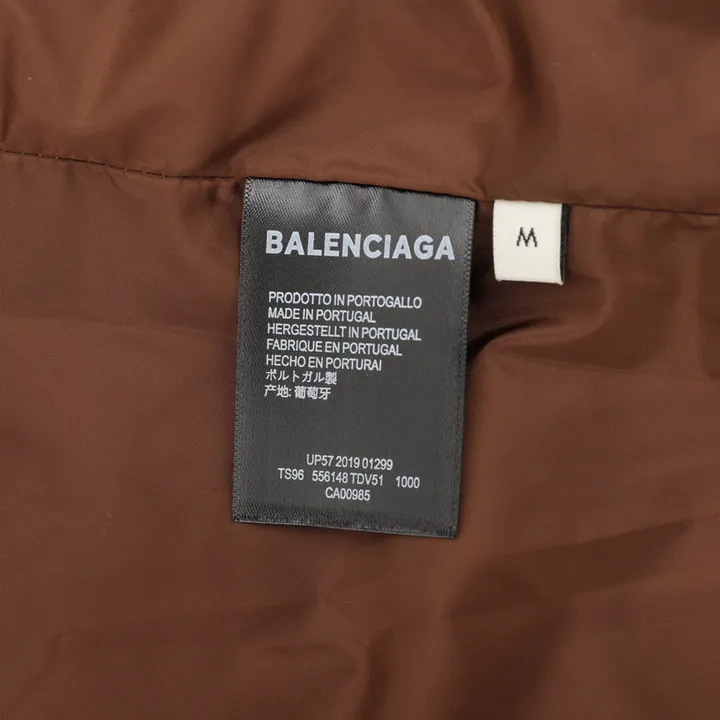 BALENCIAGA
PRODOTTO IN PORTOGALLO
MADE IN PORTUGAL
HERGESTELLT IN PORTUGAL
FABRIQUE EN PORTUGAL
HECHO EN PORTURAI
ボルトガル製
产地: 葡萄牙
UP57 2019 01299
TS96 556148 TDV51 1000
CA00985
M